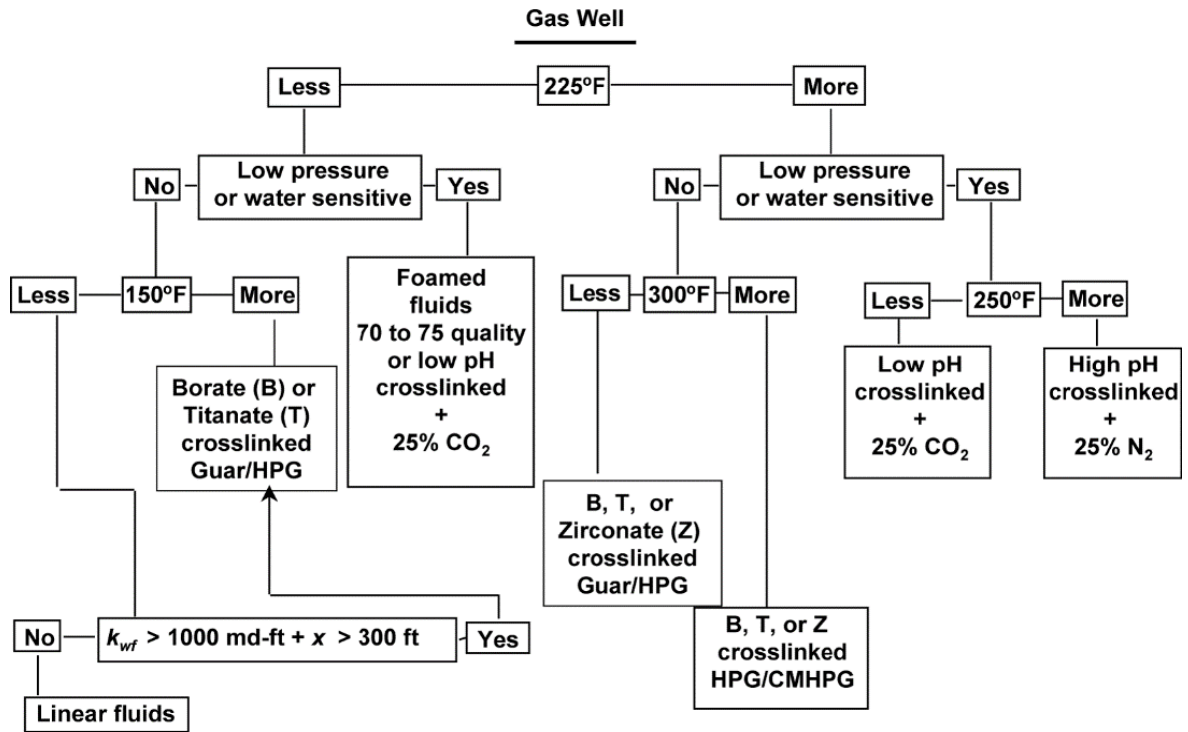 Gas Well
Less
225ºF
More
Low pressure
or water sensitive
No
Yes
Low pressure
or water sensitive
No
Yes
Less
150ºF
More
Foamed
fluids
70 to 75 quality
or low pH
crosslinked
+
25% CO₂
Less
300ºF
More
Less
250ºF
More
Borate (B) or
Titanate (T)
crosslinked
Guar/HPG
Low pH
crosslinked
+
25% CO₂
High pH
crosslinked
+
25% N₂
B, T, or
Zirconate (Z)
crosslinked
Guar/HPG
No
k_wf > 1000 md-ft + x > 300 ft
Yes
B, T, or Z
crosslinked
HPG/CMHPG
Linear fluids